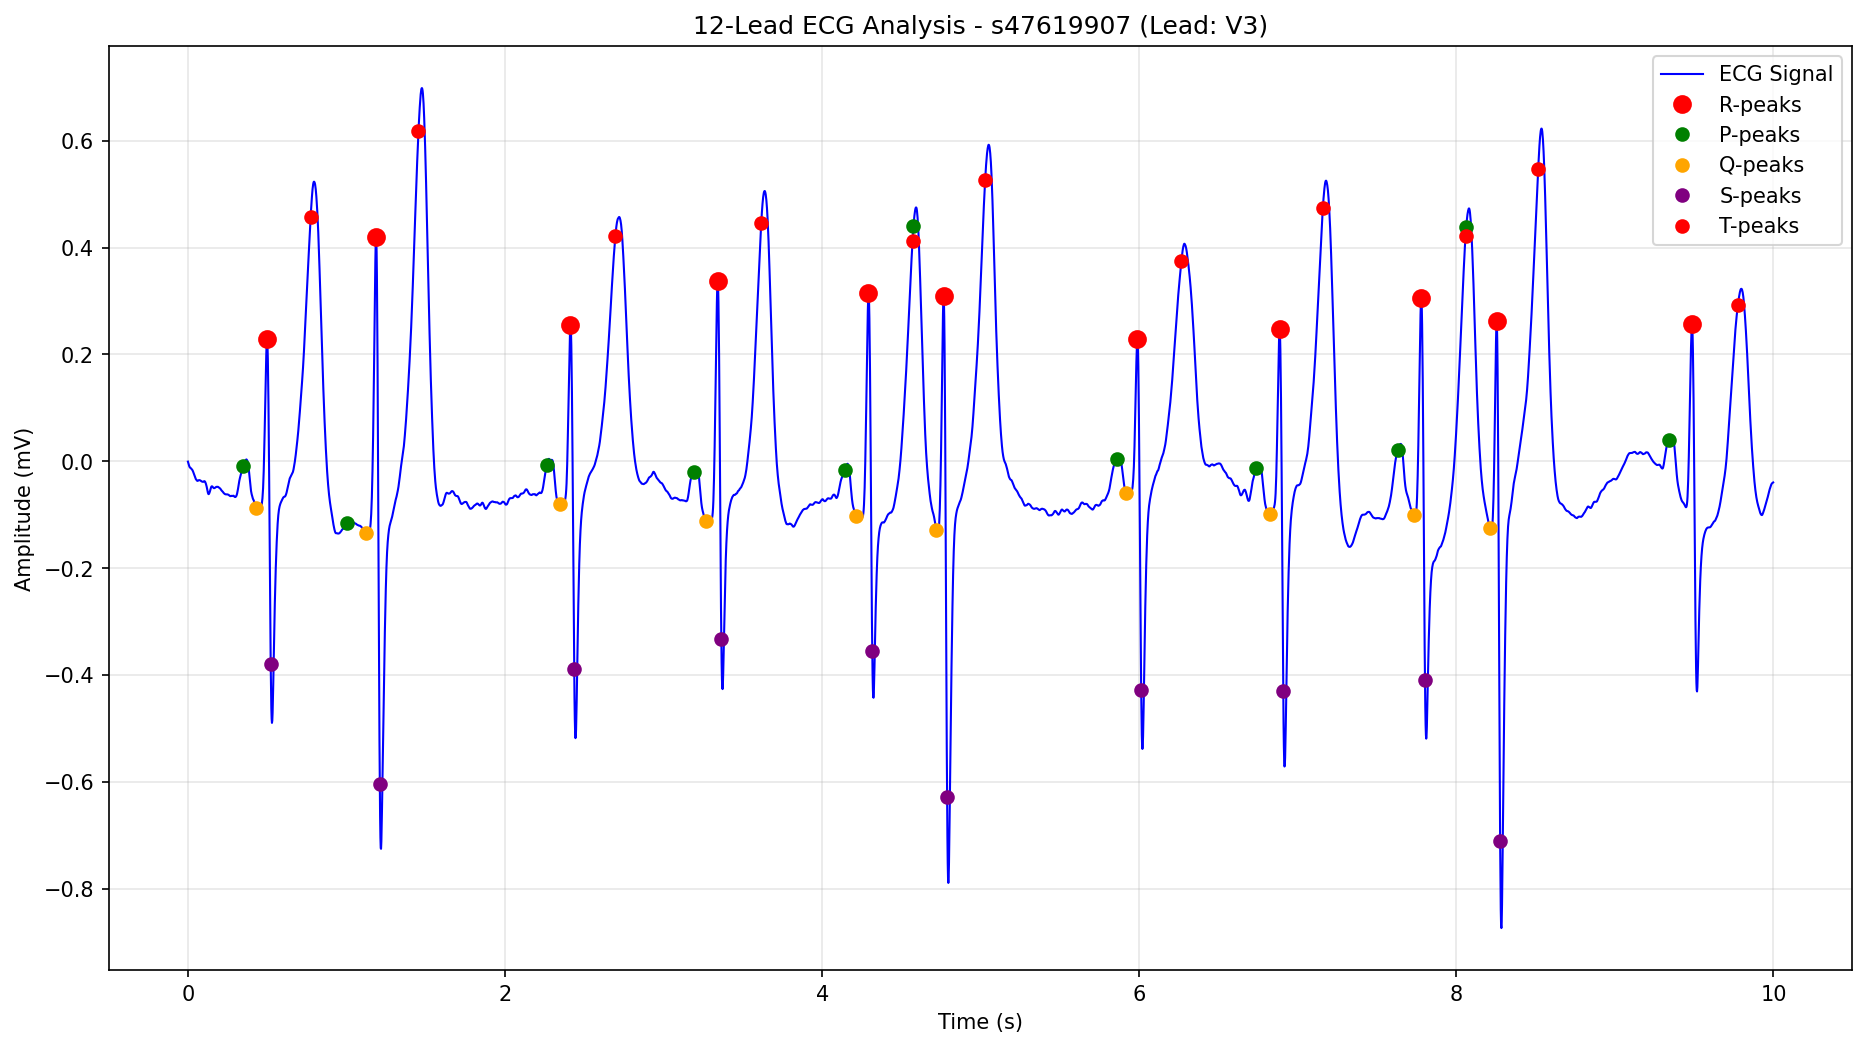 12-Lead ECG Analysis - s47619907 (Lead: V3)
ECG Signal
R-peaks
P-peaks
Q-peaks
S-peaks
T-peaks
Amplitude (mV)
0.6
0.4
0.2
0.0
−0.2
−0.4
−0.6
−0.8
0 2 4 6 8 10
Time (s)